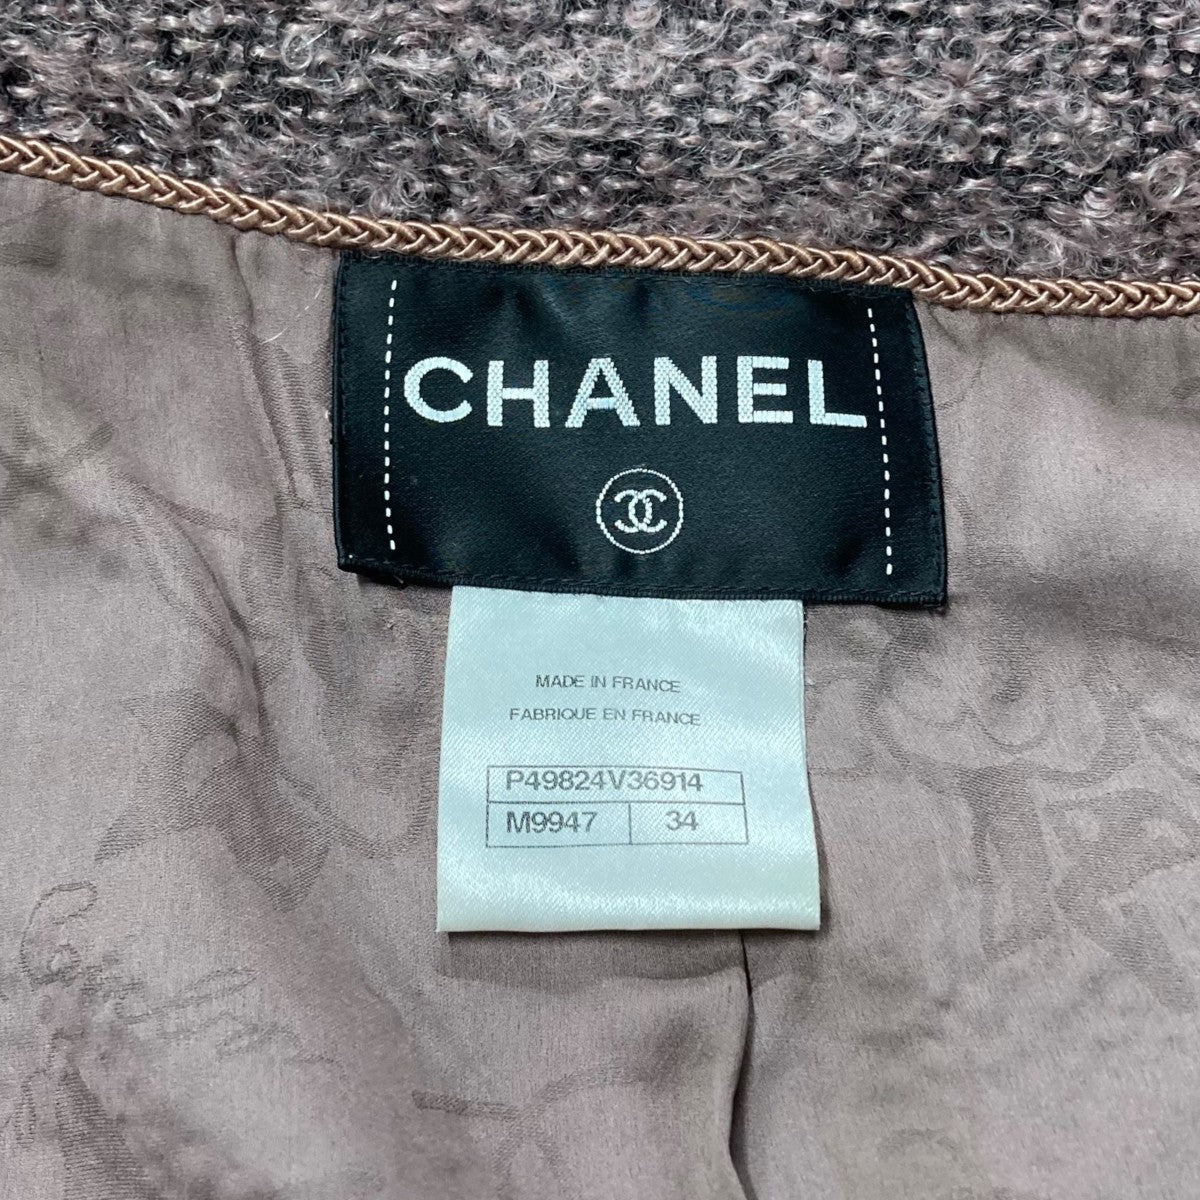 CHANEL
MADE IN FRANCE
FABRIQUE EN FRANCE
P49824V36914
M9947 34